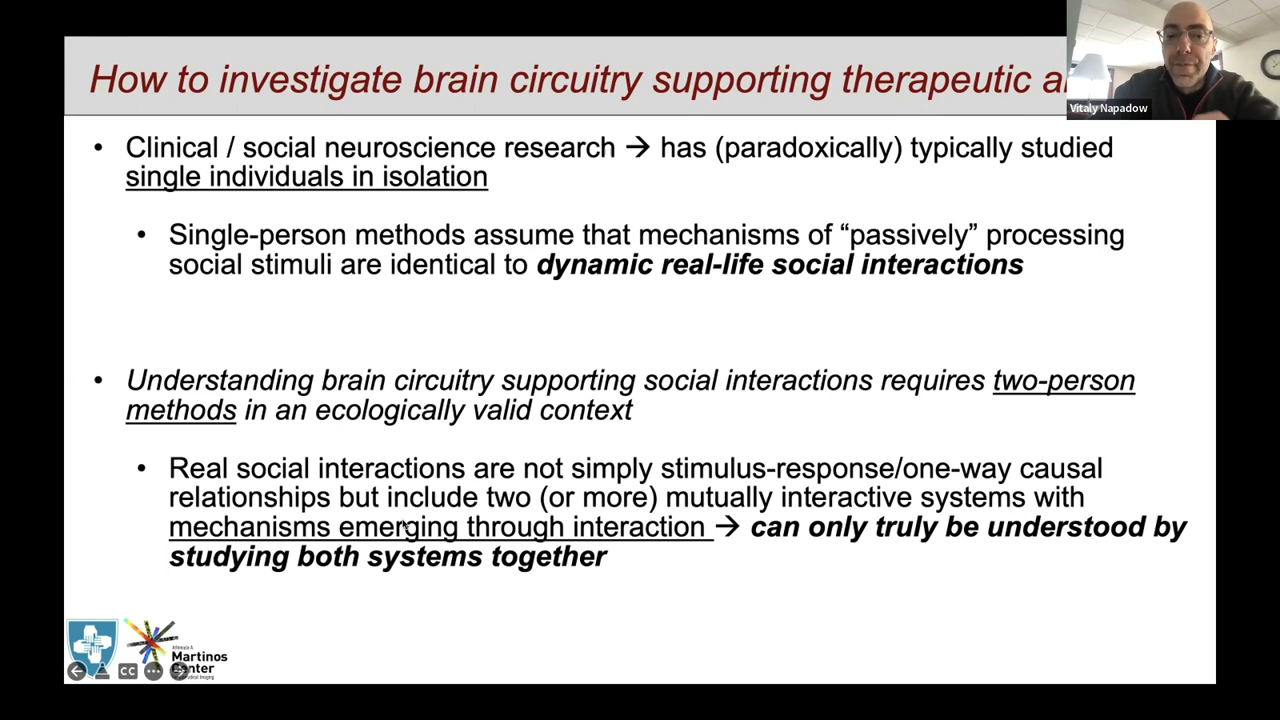 How to investigate brain circuitry supporting therapeutic
Vitaly Napadow
• Clinical / social neuroscience research → has (paradoxically) typically studied
single individuals in isolation
• Single-person methods assume that mechanisms of “passively” processing
social stimuli are identical to dynamic real-life social interactions
• Understanding brain circuitry supporting social interactions requires two-person
methods in an ecologically valid context
• Real social interactions are not simply stimulus-response/one-way causal
relationships but include two (or more) mutually interactive systems with
mechanisms emerging through interaction → can only truly be understood by
studying both systems together
Martinos
Center
CC